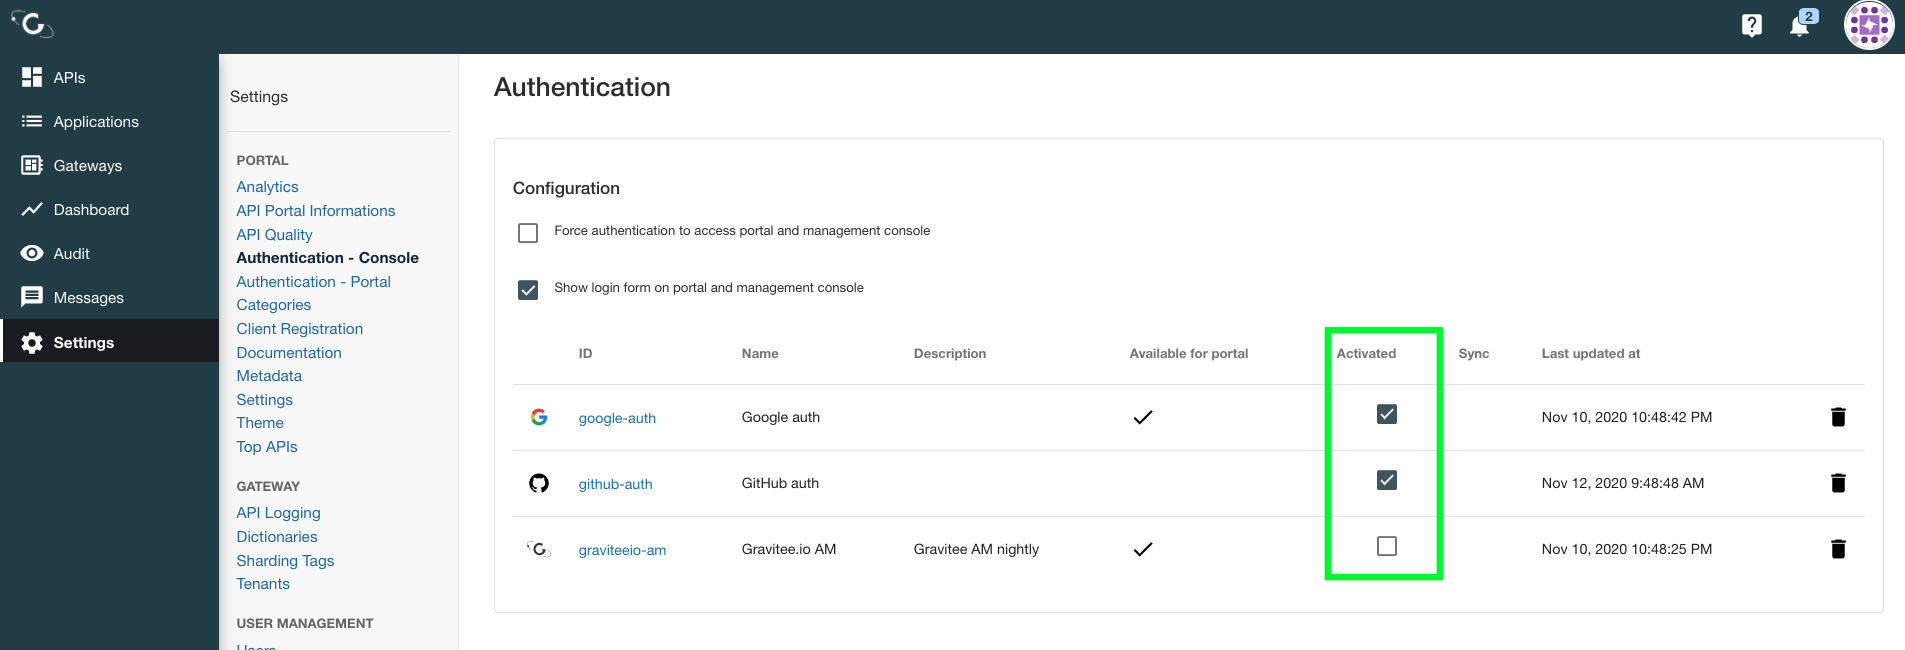 2
APIs
Applications
Gateways
Dashboard
Audit
Messages
Settings
Settings
PORTAL
Analytics
API Portal Informations
API Quality
Authentication - Console
Authentication - Portal
Categories
Client Registration
Documentation
Metadata
Settings
Theme
Top APIs
GATEWAY
API Logging
Dictionaries
Sharding Tags
Tenants
USER MANAGEMENT
Users
Authentication
Configuration
Force authentication to access portal and management console
Show login form on portal and management console
ID Name Description Available for portal Activated Sync Last updated at
google-auth Google auth Nov 10, 2020 10:48:42 PM
github-auth GitHub auth Nov 12, 2020 9:48:48 AM
graviteeio-am Gravitee.io AM Gravitee AM nightly Nov 10, 2020 10:48:25 PM